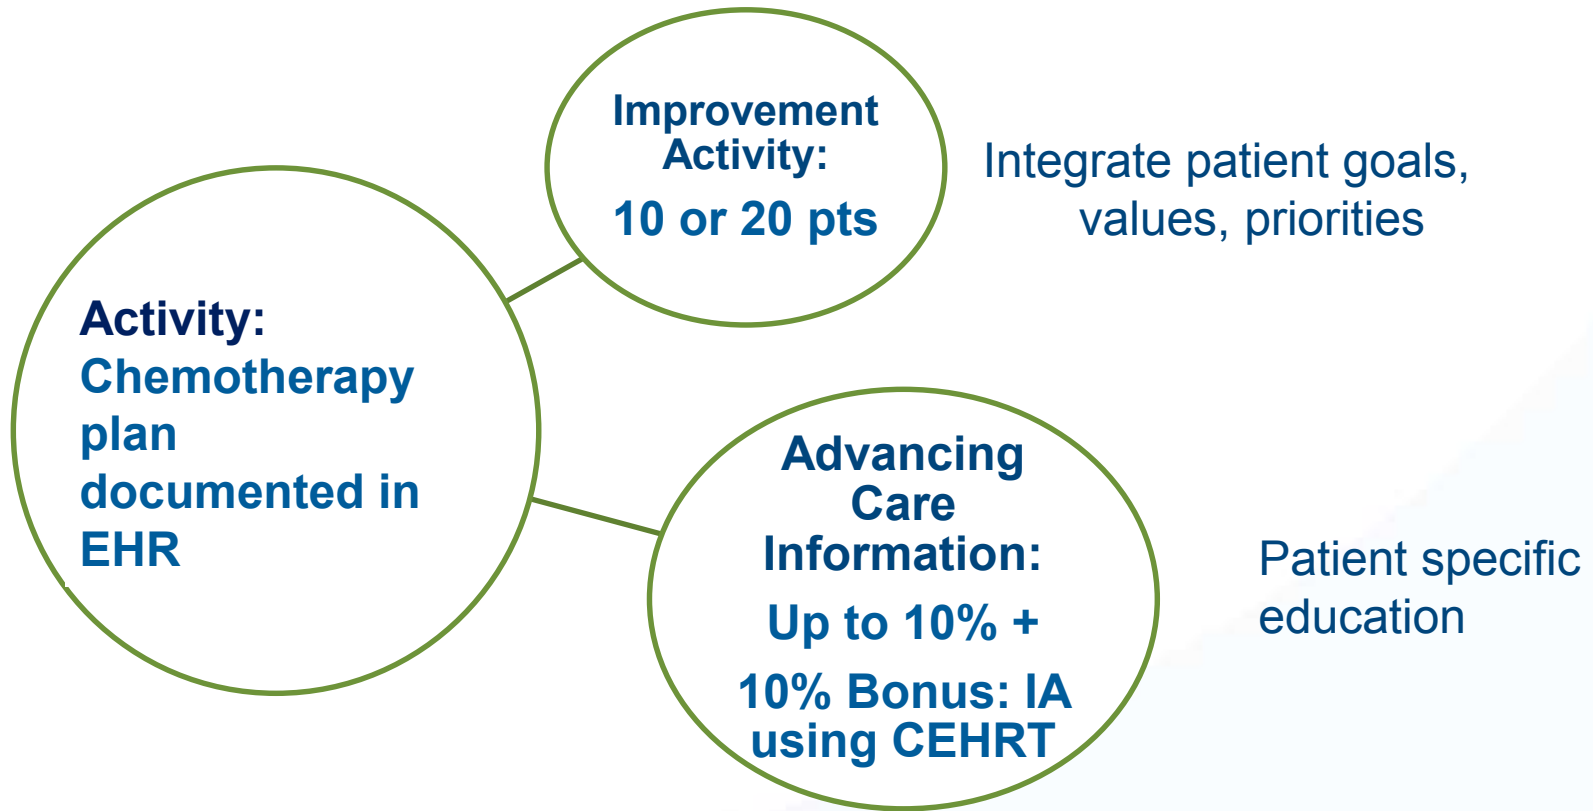 Activity:
Chemotherapy
plan
documented in
EHR
Improvement
Activity:
10 or 20 pts
Integrate patient goals,
values, priorities
Advancing
Care
Information:
Up to 10% +
10% Bonus: IA
using CEHRT
Patient specific
education